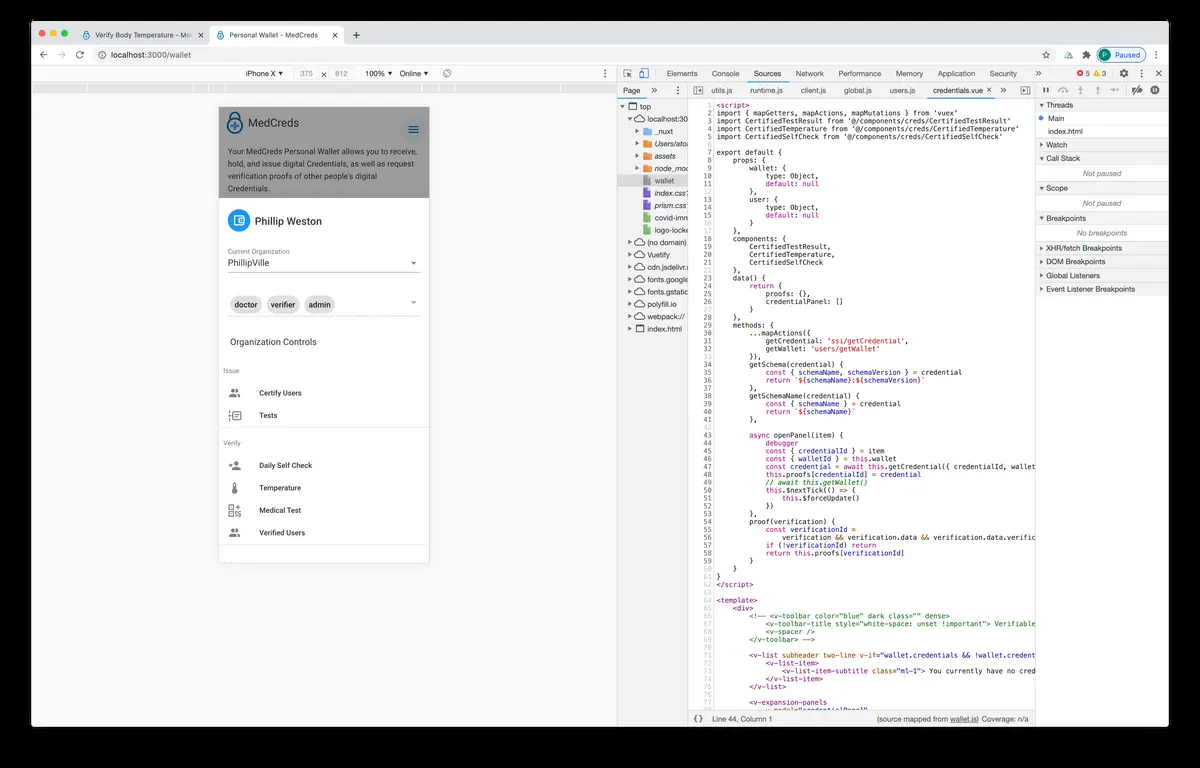 Verify Body Temperature - Me
Personal Wallet - MedCreds
localhost:3000/wallet
Paused
iPhone X ▾ 375 × 812 100% ▾ Online ▾
MedCreds
Your MedCreds Personal Wallet allows you to receive,
hold, and issue digital Credentials, as well as request
verification proofs of other people's digital
Credentials.
Phillip Weston
Current Organization
PhillipVille
doctor verifier admin
Organization Controls
Issue
Certify Users
Tests
Verify
Daily Self Check
Temperature
Medical Test
Verified Users
Elements Console Sources Network Performance Memory Application Security » 5 3
Page »
top
localhost:30
_nuxt
Users/ato
assets
node_mod
wallet
index.css?
prism.css?
covid-imm
logo-locke
(no domain)
Vuetify
cdn.jsdelivr.n
fonts.google
fonts.gstatic
polyfill.io
webpack://
index.html
utils.js runtime.js client.js global.js users.js credentials.vue × »
1 <script>
2 import { mapGetters, mapActions, mapMutations } from 'vuex'
3 import CertifiedTestResult from '@/components/creds/CertifiedTestResult'
4 import CertifiedTemperature from '@/components/creds/CertifiedTemperature'
5 import CertifiedSelfCheck from '@/components/creds/CertifiedSelfCheck'
6
7 export default {
8 props: {
9 wallet: {
10 type: Object,
11 default: null
12 },
13 user: {
14 type: Object,
15 default: null
16 }
17 },
18 components: {
19 CertifiedTestResult,
20 CertifiedTemperature,
21 CertifiedSelfCheck
22 },
23 data() {
24 return {
25 proofs: {},
26 credentialPanel: []
27 }
28 },
29 methods: {
30 ...mapActions({
31 getCredential: 'ssi/getCredential',
32 getWallet: 'users/getWallet'
33 }),
34 getSchema(credential) {
35 const { schemaName, schemaVersion } = credential
36 return `${schemaName}:${schemaVersion}`
37 },
38 getSchemaName(credential) {
39 const { schemaName } = credential
40 return `${schemaName}`
41 },
42
43 async openPanel(item) {
44 debugger
45 const { credentialId } = item
46 const { walletId } = this.wallet
47 const credential = await this.getCredential({ credentialId, wallet
48 this.proofs[credentialId] = credential
49 // await this.getWallet()
50 this.$nextTick(() => {
51 this.$forceUpdate()
52 })
53 },
54 proof(verification) {
55 const verificationId =
56 verification && verification.data && verification.data.verific
57 if (!verificationId) return
58 return this.proofs[verificationId]
59 }
60 }
61 }
62 </script>
63
64 <template>
65 <div>
66 <!-- <v-toolbar color="blue" dark class="" dense>
67 <v-toolbar-title style="white-space: unset !important"> Verifiable
68 <v-spacer />
69 </v-toolbar> -->
70
71 <v-list subheader two-line v-if="wallet.credentials && !wallet.credent
72 <v-list-item>
73 <v-list-item-subtitle class="ml-1"> You currently have no cred
74 </v-list-item>
75 </v-list>
76
77 <v-expansion-panels
{} Line 44, Column 1 (source mapped from wallet.js) Coverage: n/a
Threads
Main
index.html
Watch
Call Stack
Not paused
Scope
Not paused
Breakpoints
No breakpoints
XHR/fetch Breakpoints
DOM Breakpoints
Global Listeners
Event Listener Breakpoints